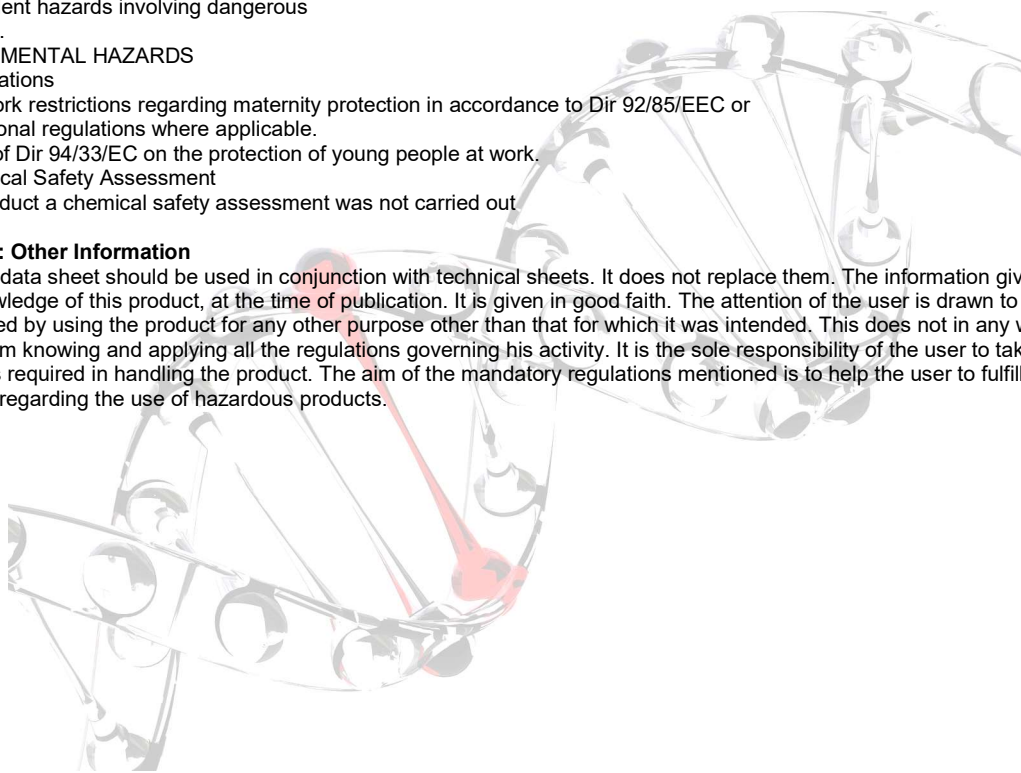 ent hazards involving dangerous
.
MENTAL HAZARDS
ations
ork restrictions regarding maternity protection in accordance to Dir 92/85/EEC or
onal regulations where applicable.
of Dir 94/33/EC on the protection of young people at work.
cal Safety Assessment
duct a chemical safety assessment was not carried out
: Other Information
data sheet should be used in conjunction with technical sheets. It does not replace them. The information giv
wledge of this product, at the time of publication. It is given in good faith. The attention of the user is drawn to
ed by using the product for any other purpose other than that for which it was intended. This does not in any w
m knowing and applying all the regulations governing his activity. It is the sole responsibility of the user to tak
s required in handling the product. The aim of the mandatory regulations mentioned is to help the user to fulfill
regarding the use of hazardous products.